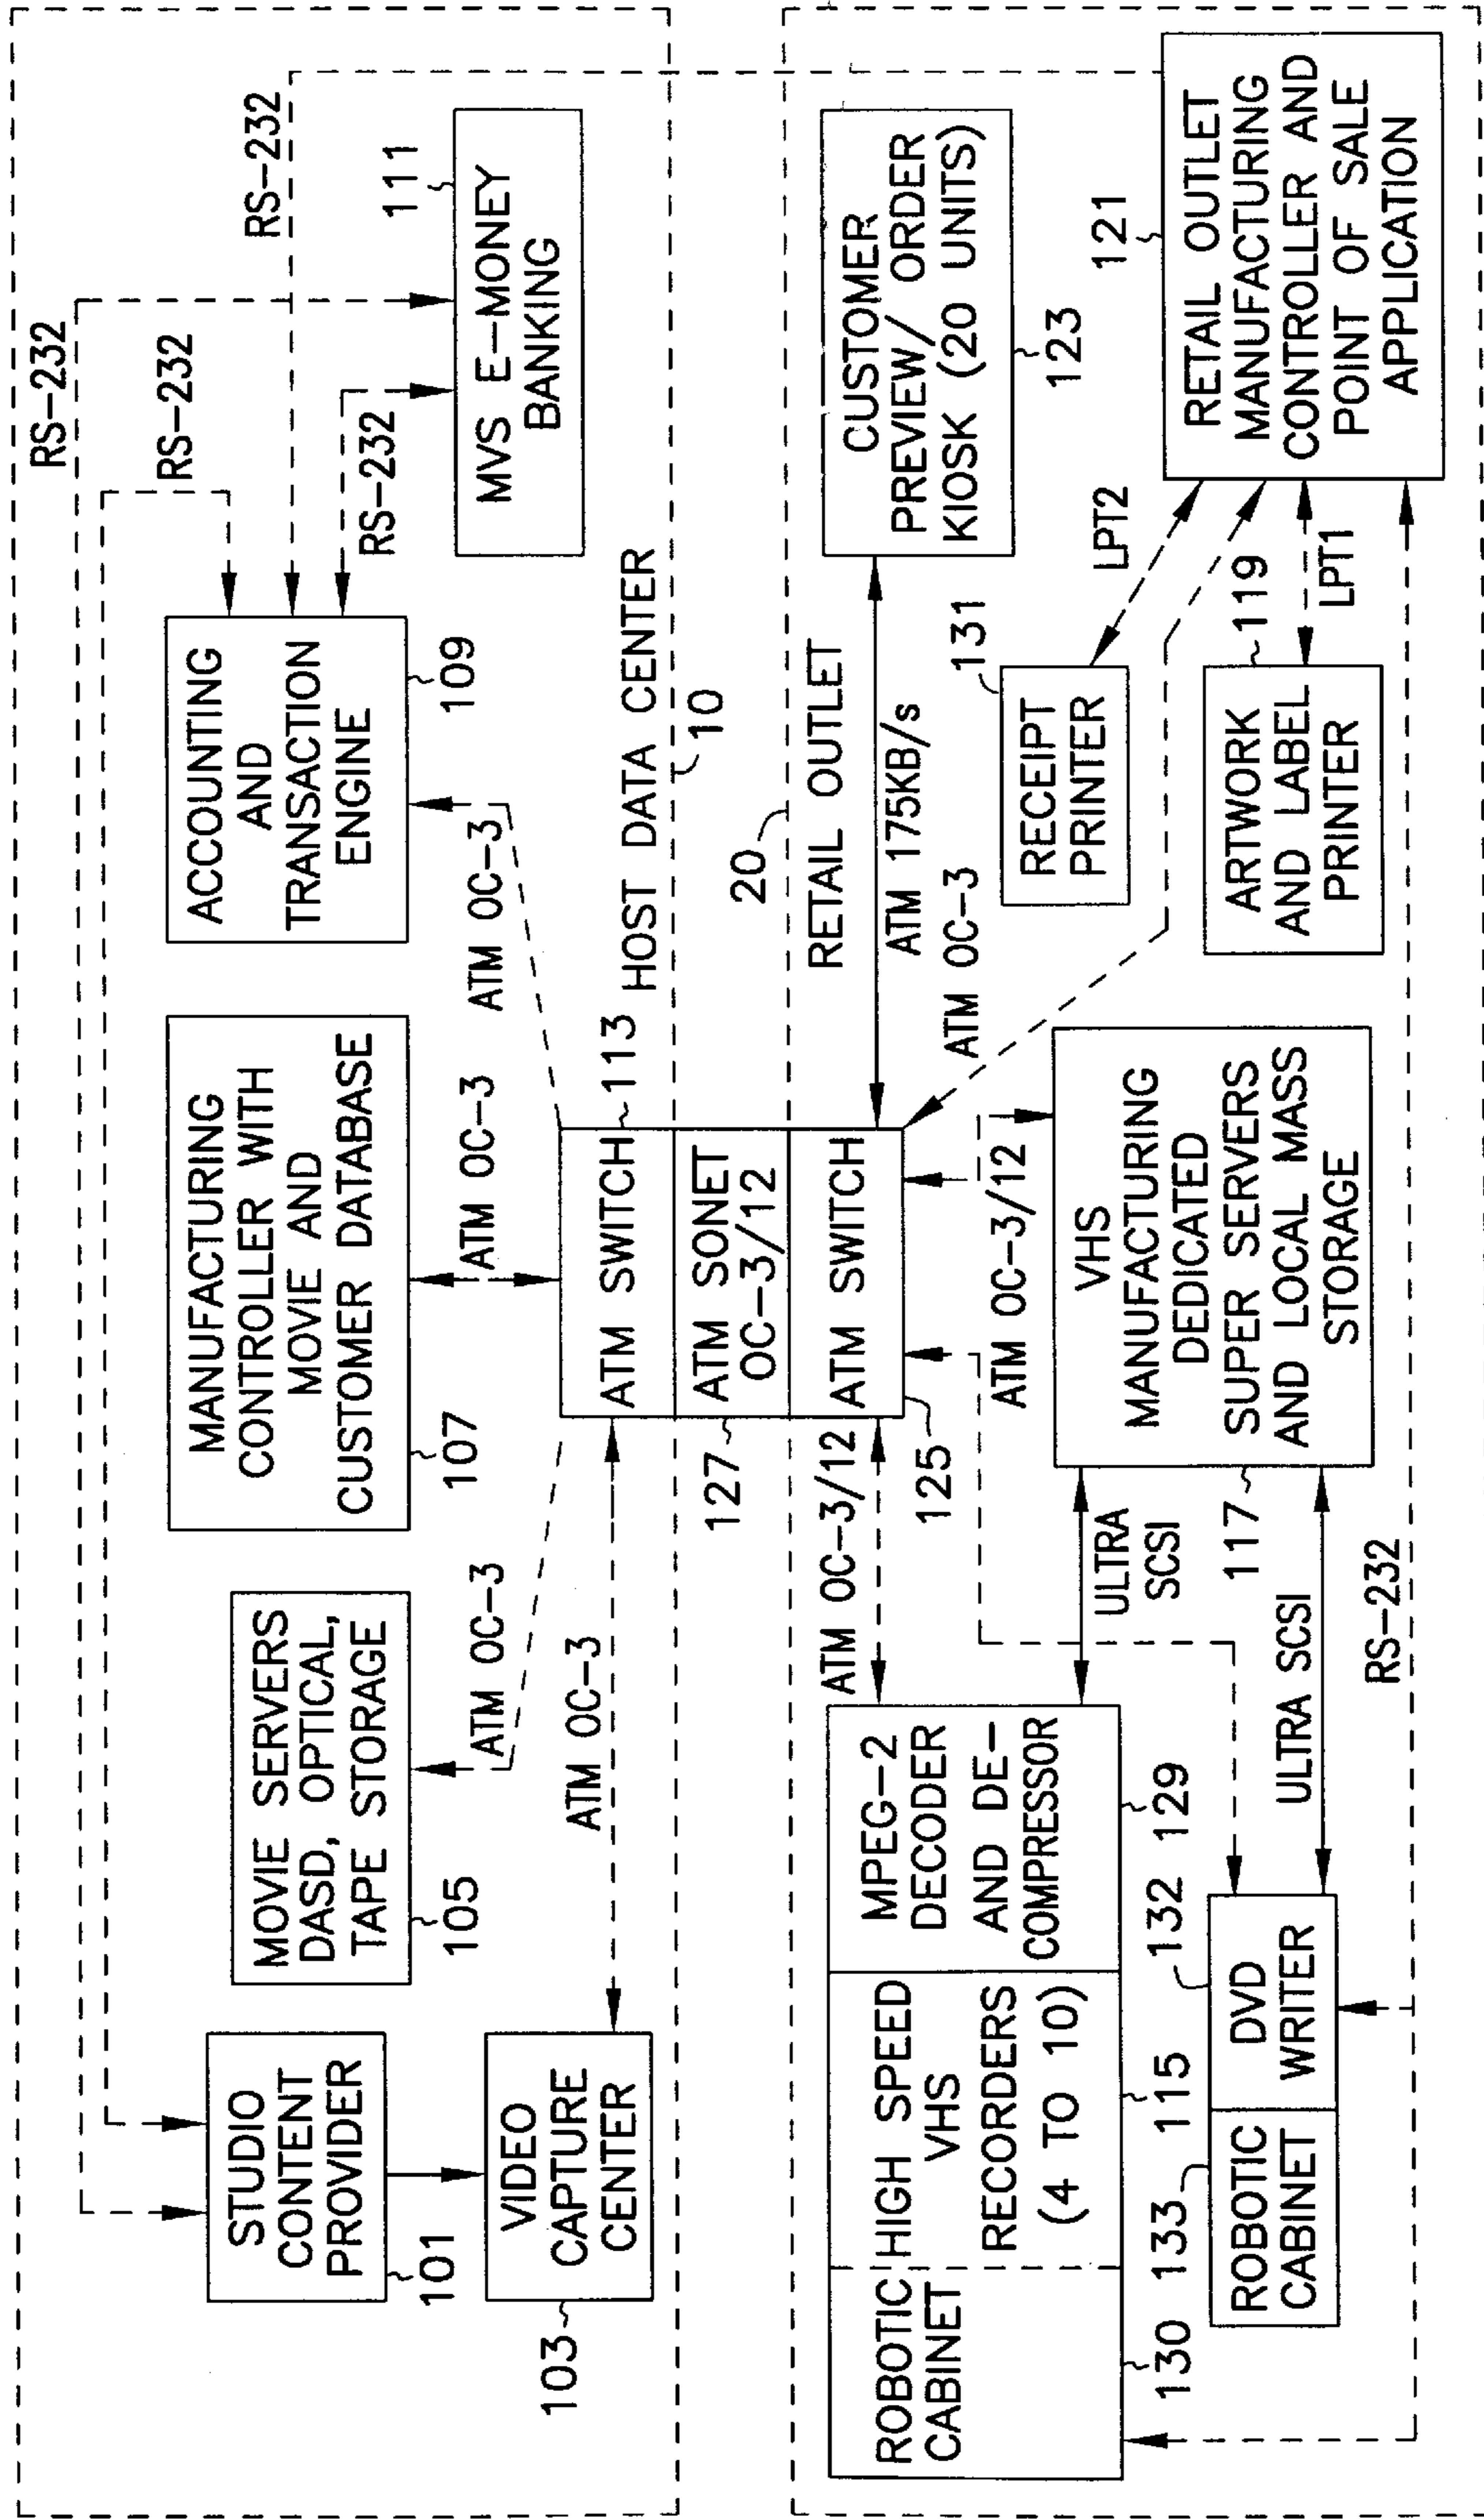 RS-232
RS-232
RS-232
RS-232
STUDIO
CONTENT
PROVIDER
101
VIDEO
CAPTURE
CENTER
103
MOVIE SERVERS
DASD, OPTICAL,
TAPE STORAGE
105
MANUFACTURING
CONTROLLER WITH
MOVIE AND
CUSTOMER DATABASE
107
ACCOUNTING
AND
TRANSACTION
ENGINE
109
MVS E-MONEY
BANKING
111
ATM OC-3
ATM OC-3
ATM OC-3
ATM OC-3
ATM SWITCH
113
HOST DATA CENTER
10
ATM SONET
OC-3/12
127
ATM SWITCH
125
20
RETAIL OUTLET
ATM 175KB/s
ATM OC-3
CUSTOMER
PREVIEW/ ORDER
KIOSK (20 UNITS)
123
ATM OC-3/12
ATM OC-3/12
ROBOTIC
CABINET
130
HIGH SPEED
VHS
RECORDERS
(4 TO 10)
115
MPEG-2
DECODER
AND DE-
COMPRESSOR
129
ULTRA
SCSI
VHS
MANUFACTURING
DEDICATED
SUPER SERVERS
AND LOCAL MASS
STORAGE
117
ULTRA SCSI
RS-232
ROBOTIC
CABINET
133
DVD
WRITER
132
RECEIPT
PRINTER
131
LPT2
ARTWORK
AND LABEL
PRINTER
119
LPT1
RETAIL OUTLET
MANUFACTURING
CONTROLLER AND
POINT OF SALE
APPLICATION
121